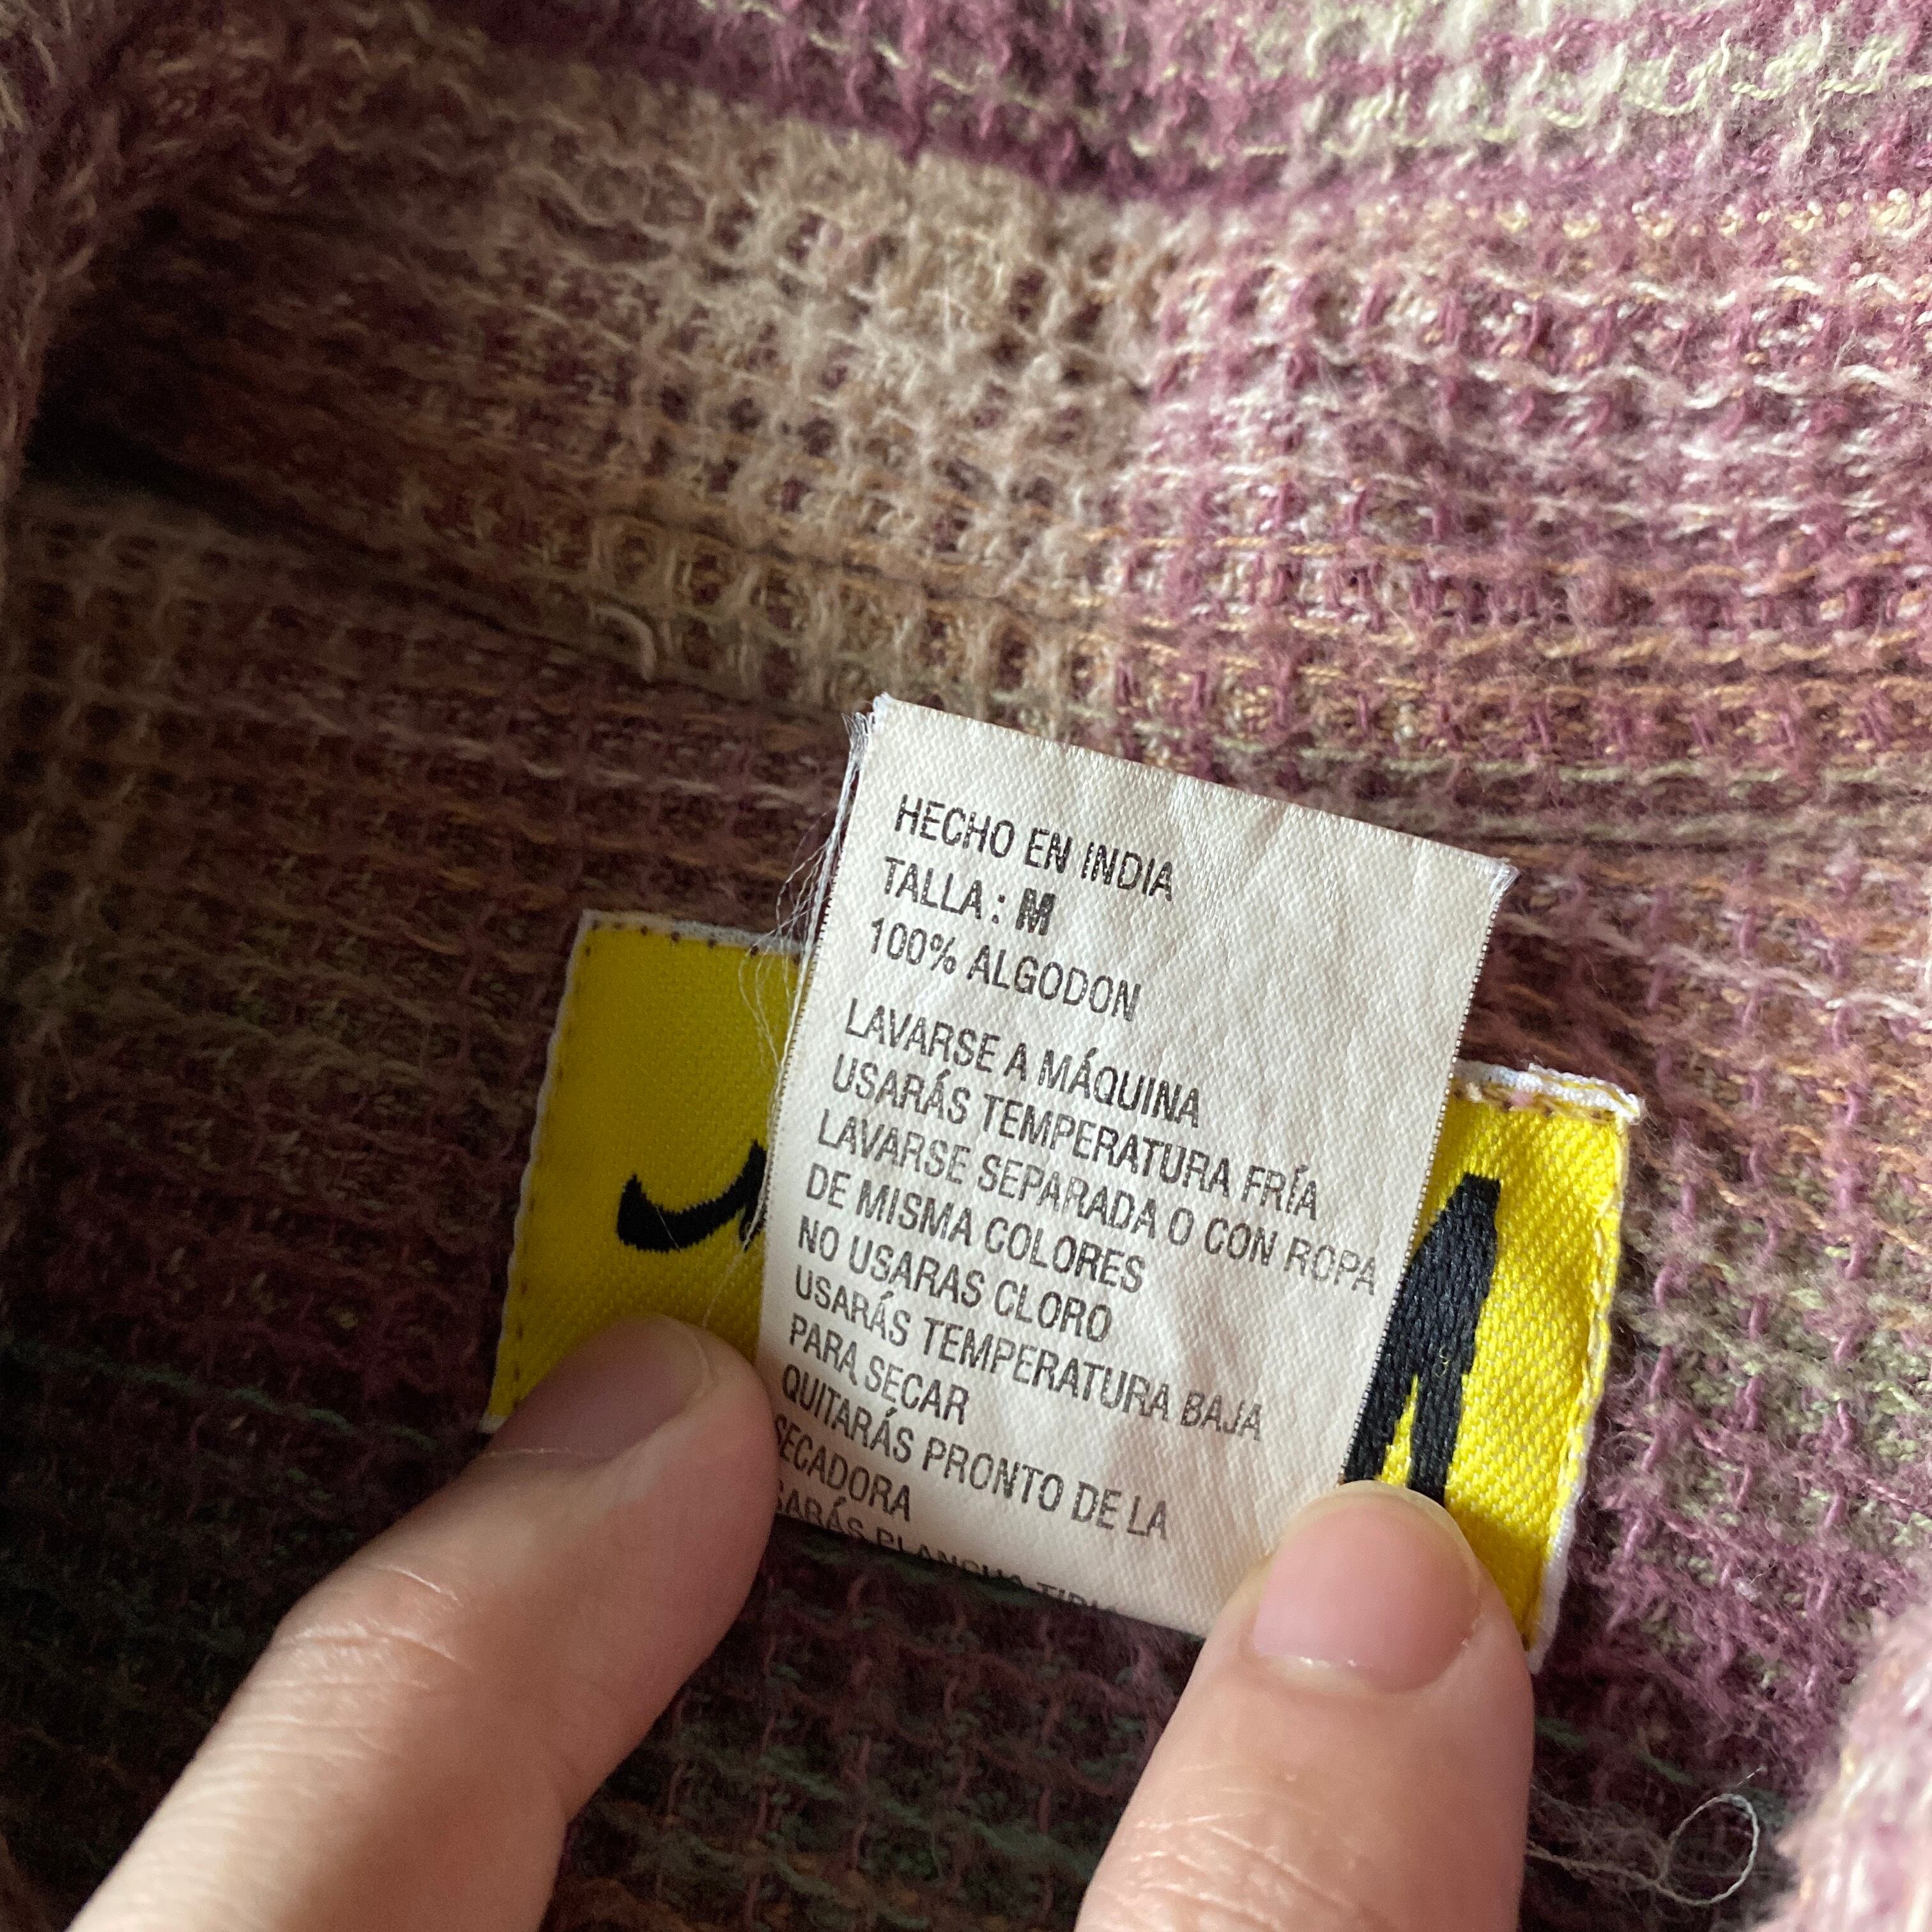 HECHO EN INDIA
TALLA : M
100% ALGODON
LAVARSE A MÁQUINA
USARÁS TEMPERATURA FRÍA
LAVARSE SEPARADA O CON ROPA
DE MISMA COLORES
NO USARAS CLORO
USARÁS TEMPERATURA BAJA
PARA SECAR
QUITARÁS PRONTO DE LA
SECADORA
PLANCHA